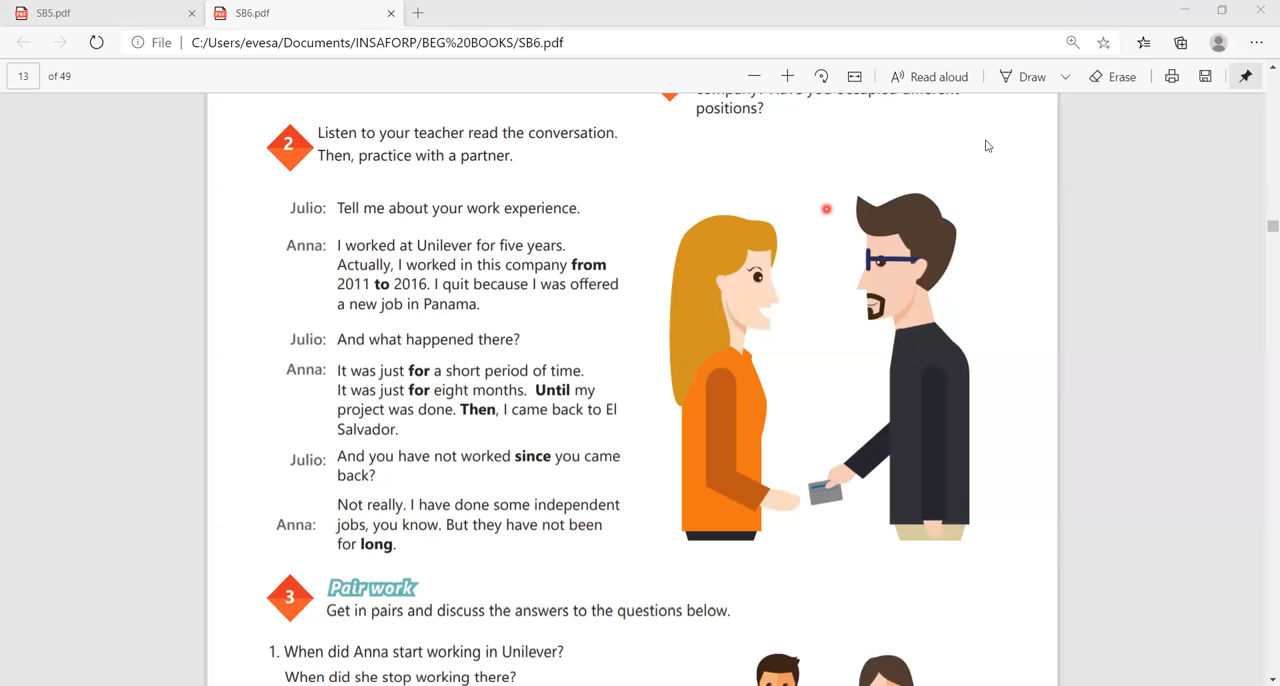 SB5.pdf
SB6.pdf
File
C:/Users/evesa/Documents/INSAFORP/BEG%20BOOKS/SB6.pdf
13 of 49
Read aloud
Draw
Erase
positions?
2
Listen to your teacher read the conversation.
Then, practice with a partner.
Julio: Tell me about your work experience.
Anna: I worked at Unilever for five years.
Actually, I worked in this company from
2011 to 2016. I quit because I was offered
a new job in Panama.
Julio: And what happened there?
Anna: It was just for a short period of time.
It was just for eight months. Until my
project was done. Then, I came back to El
Salvador.
Julio: And you have not worked since you came
back?
Not really. I have done some independent
Anna: jobs, you know. But they have not been
for long.
3
Pair work
Get in pairs and discuss the answers to the questions below.
1. When did Anna start working in Unilever?
When did she stop working there?